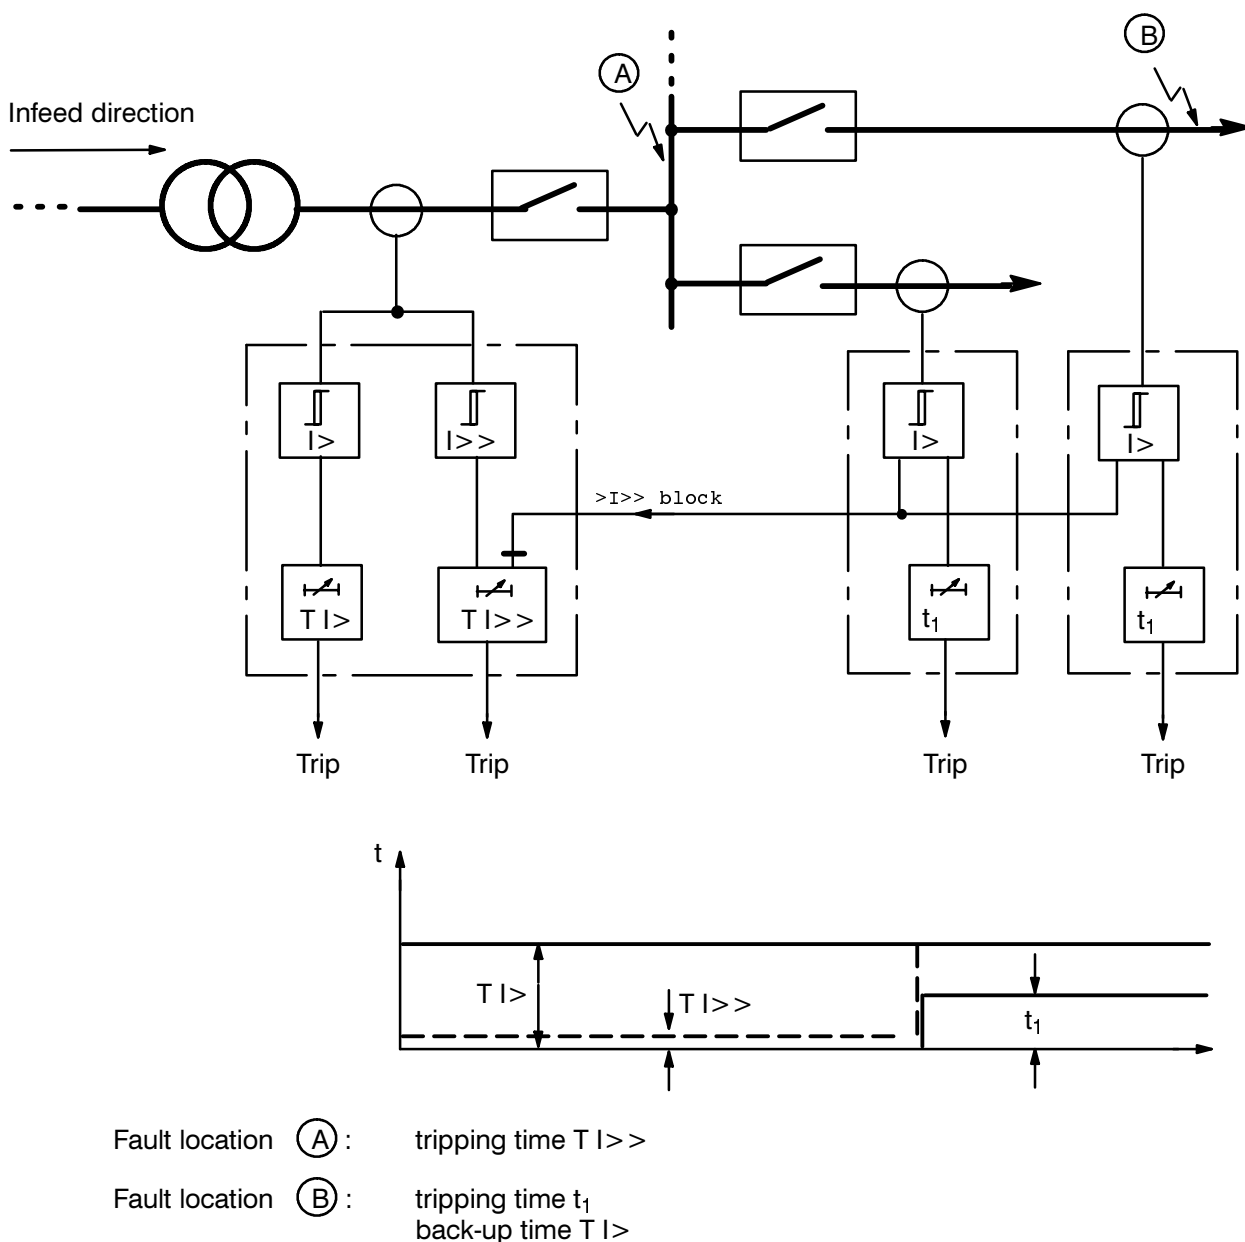 B
A
Infeed direction
I>
I>>
I>
I>
>I>> block
T I>
T I>>
t₁
t₁
Trip
Trip
Trip
Trip
t
T I>
T I>>
t₁
Fault location A : tripping time T I>>
Fault location B : tripping time t₁
back-up time T I>